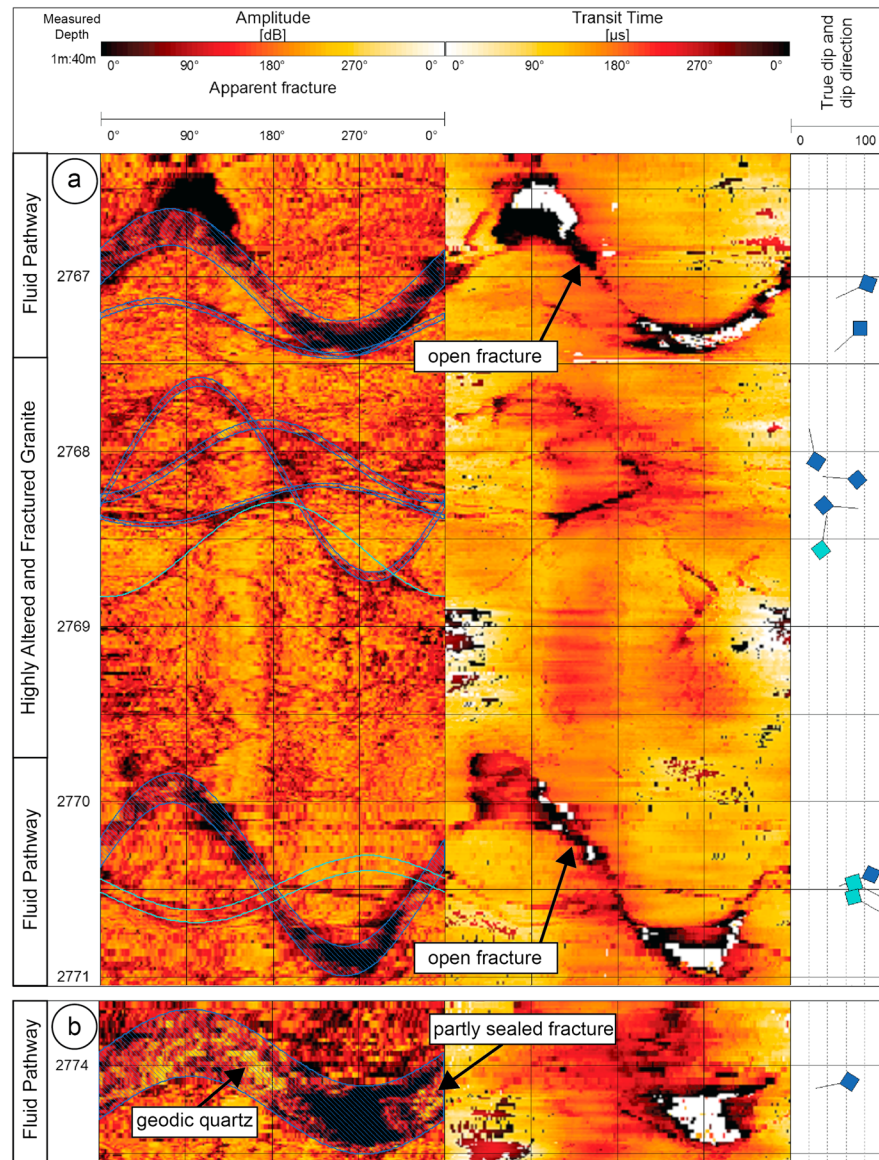 Measured
Depth
1m:40m
Amplitude
[dB]
Transit Time
[µs]
True dip and
dip direction
0° 90° 180° 270° 0° 0° 90° 180° 270° 0°
Apparent fracture
0° 90° 180° 270° 0°
0 100
Fluid Pathway
a
2767
open fracture
Highly Altered and Fractured Granite
2768
2769
Fluid Pathway
2770
open fracture
2771
Fluid Pathway
b
partly sealed fracture
2774
geodic quartz